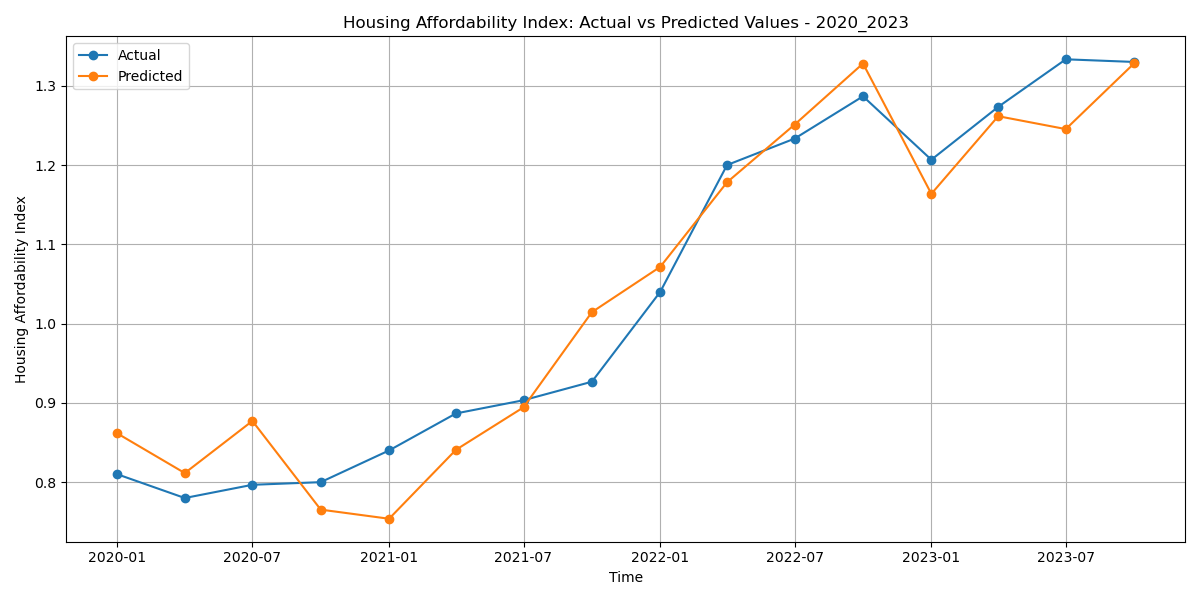 Housing Affordability Index: Actual vs Predicted Values - 2020_2023
Actual
Predicted
Housing Affordability Index
1.3
1.2
1.1
1.0
0.9
0.8
2020-01 2020-07 2021-01 2021-07 2022-01 2022-07 2023-01 2023-07
Time